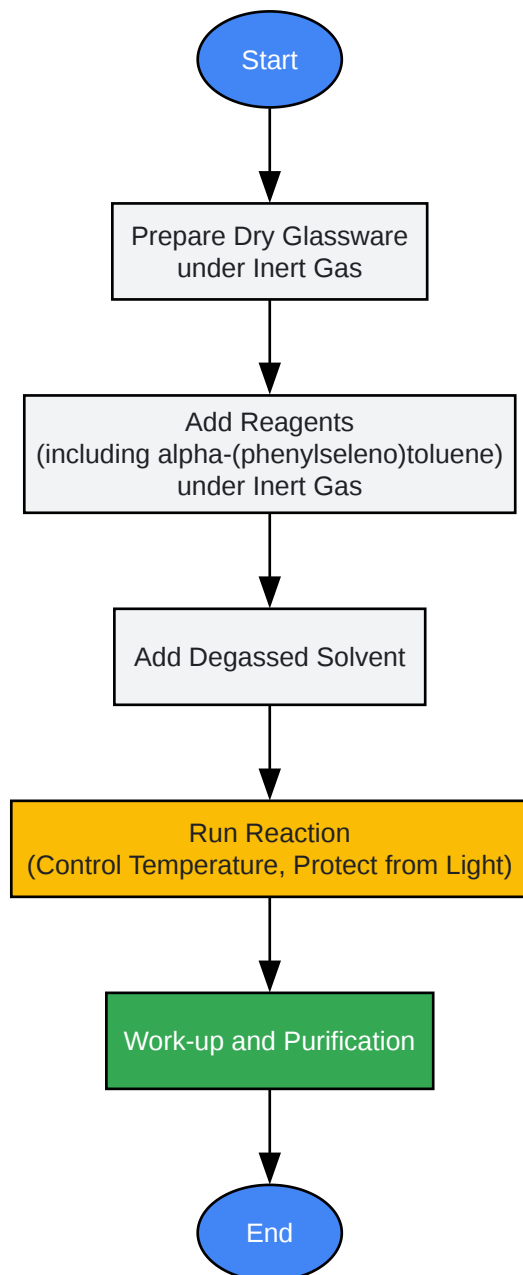 Start
Prepare Dry Glassware
under Inert Gas
Add Reagents
(including alpha-(phenylseleno)toluene)
under Inert Gas
Add Degassed Solvent
Run Reaction
(Control Temperature, Protect from Light)
Work-up and Purification
End